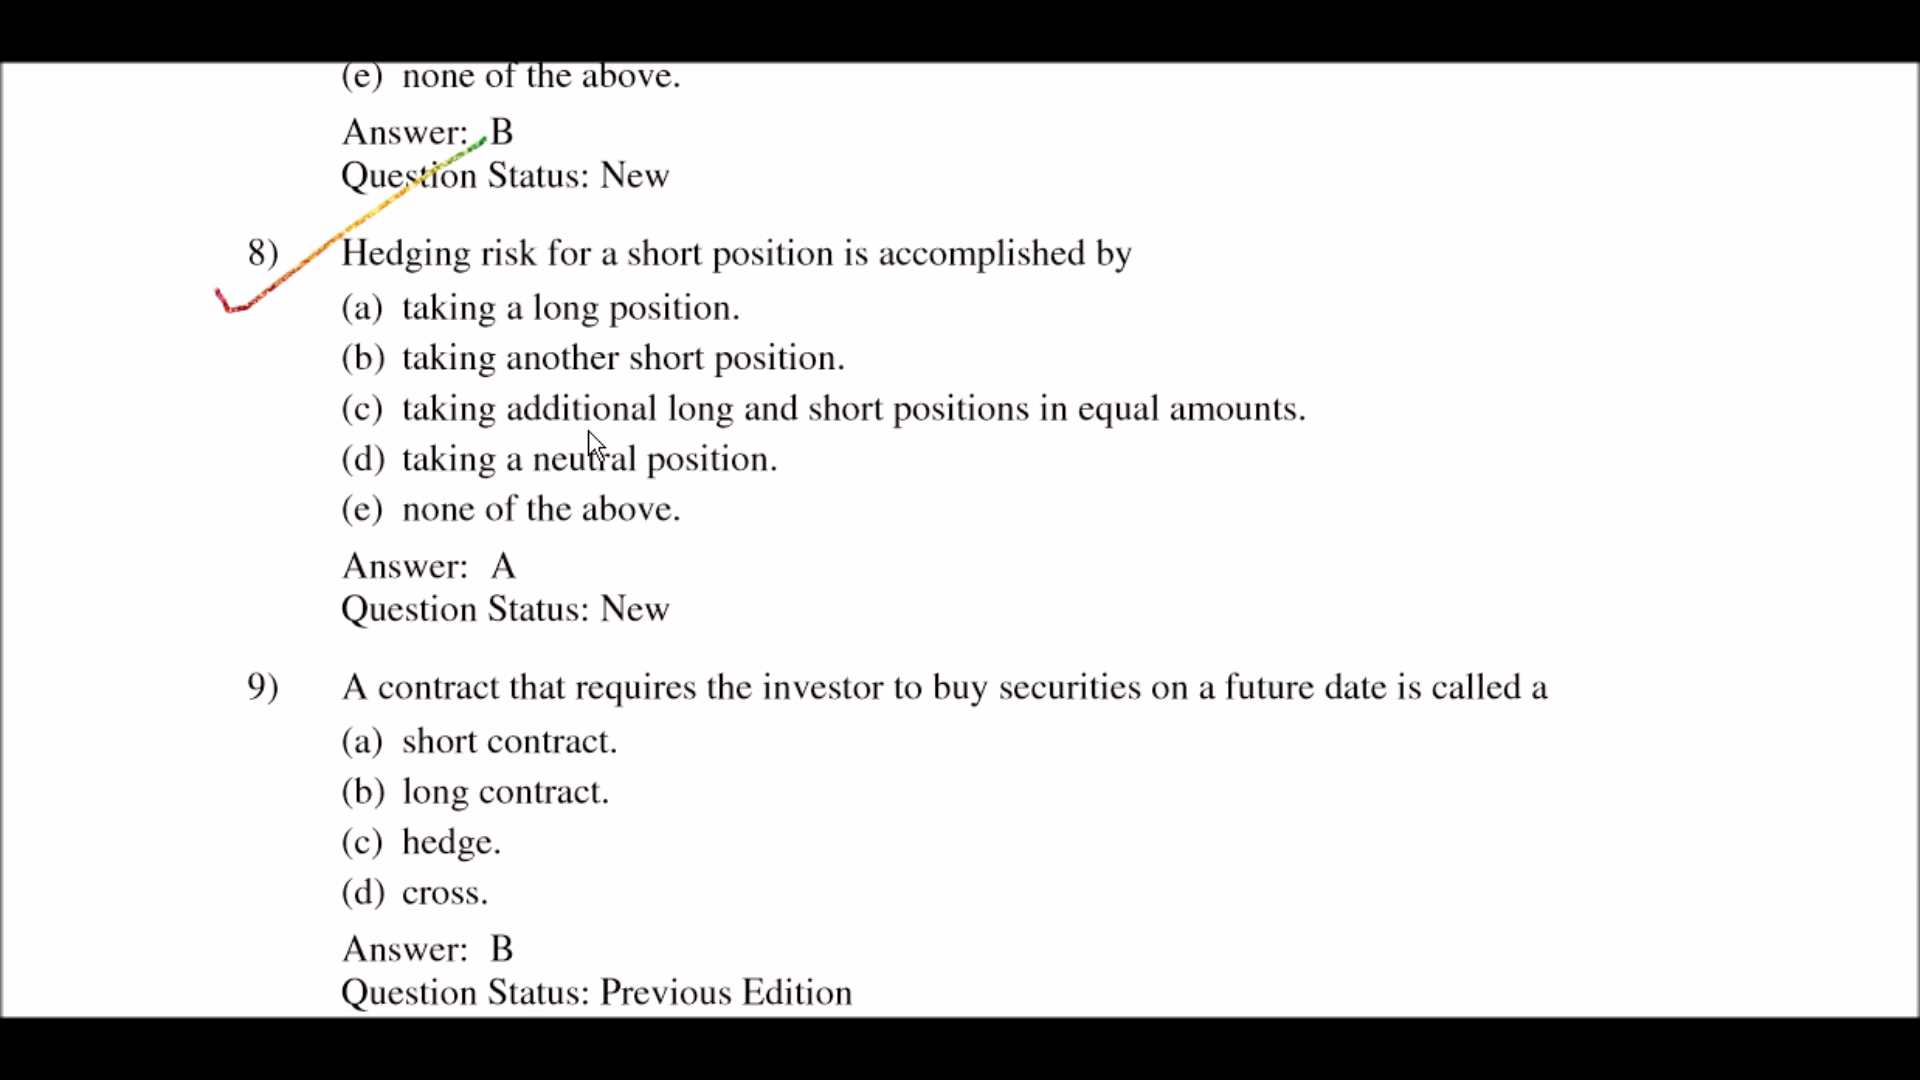 (e) none of the above.
Answer: B
Question Status: New
8) Hedging risk for a short position is accomplished by
(a) taking a long position.
(b) taking another short position.
(c) taking additional long and short positions in equal amounts.
(d) taking a neutral position.
(e) none of the above.
Answer: A
Question Status: New
9) A contract that requires the investor to buy securities on a future date is called a
(a) short contract.
(b) long contract.
(c) hedge.
(d) cross.
Answer: B
Question Status: Previous Edition